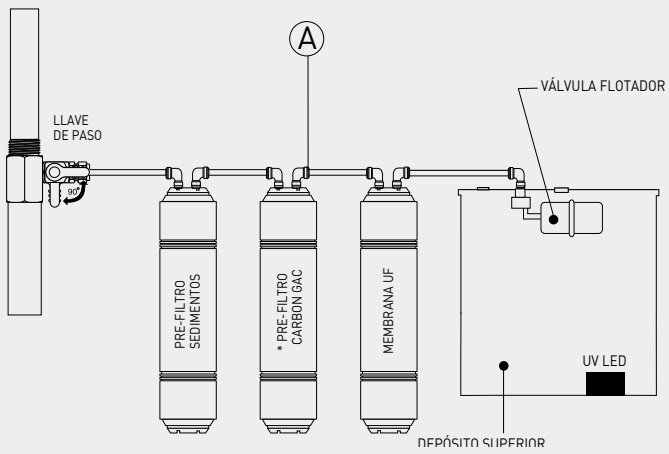 A
VÁLVULA FLOTADOR
LLAVE
DE PASO
90°
PRE-FILTRO
SEDIMENTOS
* PRE-FILTRO
CARBON GAC
MEMBRANA UF
UV LED
DEPÓSITO SUPERIOR